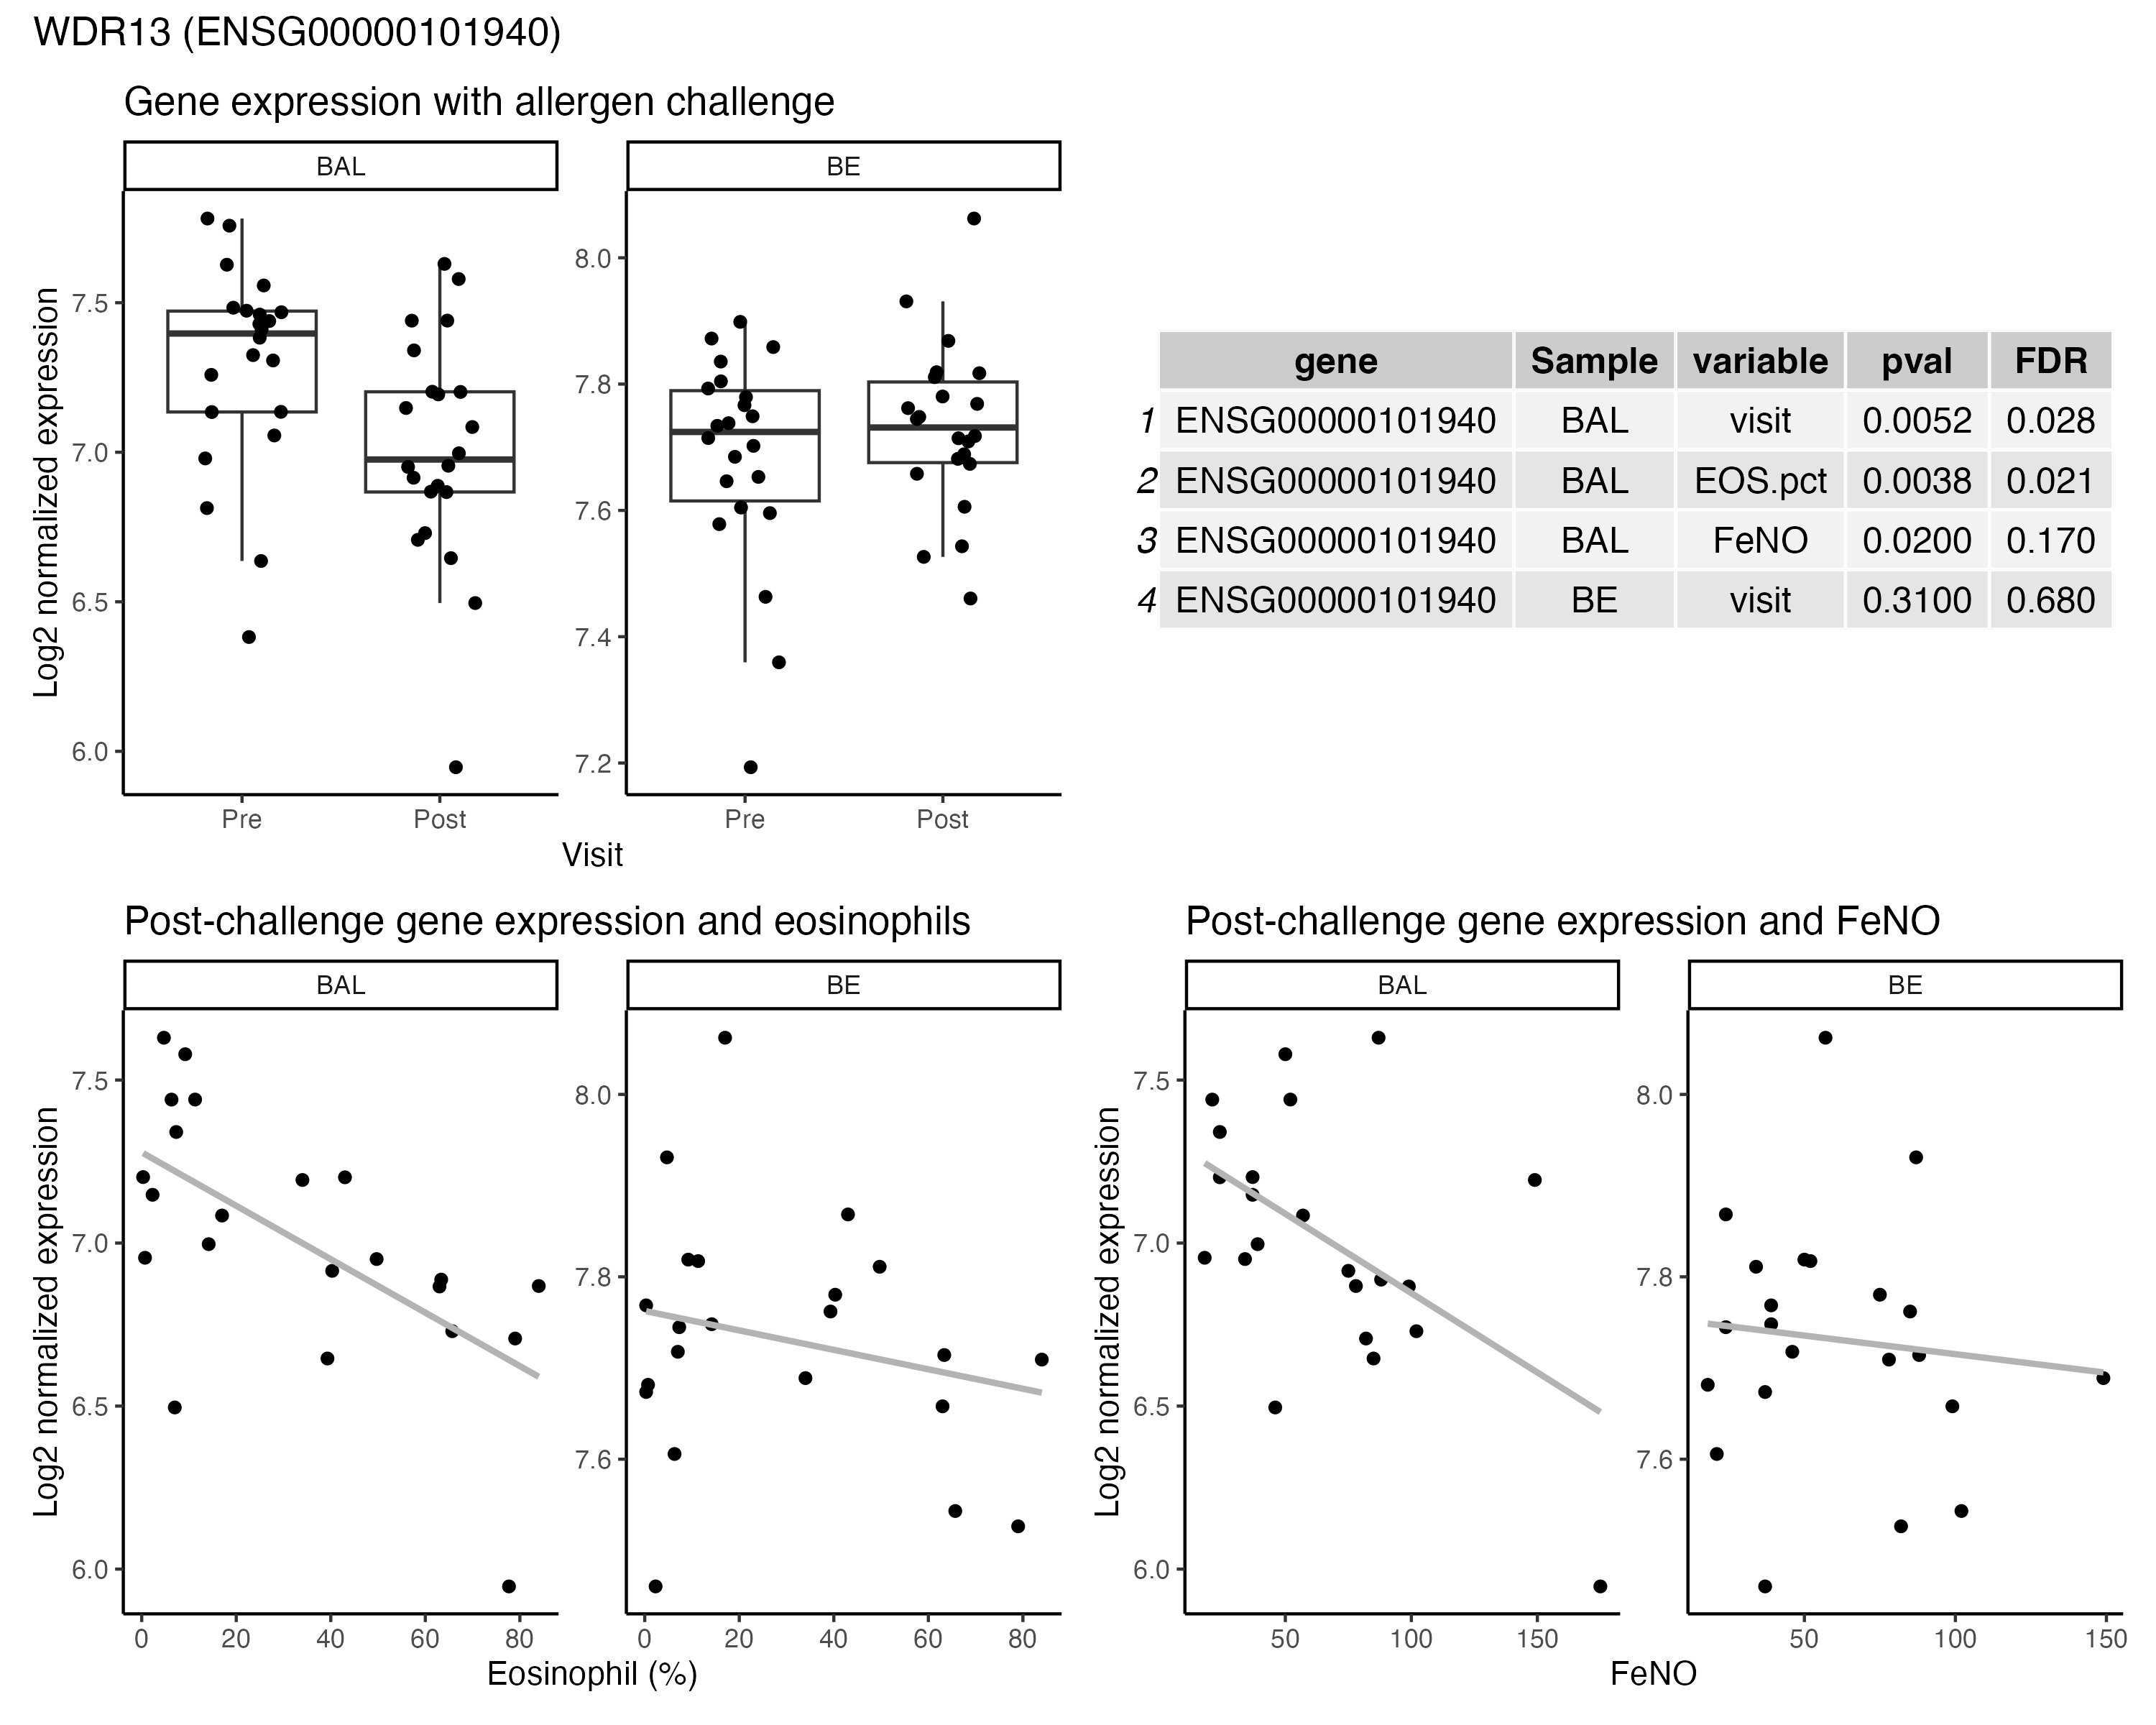 WDR13 (ENSG00000101940)
Gene expression with allergen challenge
BAL BE
Log2 normalized expression
7.5
7.0
6.5
6.0
8.0
7.8
7.6
7.4
7.2
Pre Post Pre Post
Visit
gene Sample variable pval FDR
1 ENSG00000101940 BAL visit 0.0052 0.028
2 ENSG00000101940 BAL EOS.pct 0.0038 0.021
3 ENSG00000101940 BAL FeNO 0.0200 0.170
4 ENSG00000101940 BE visit 0.3100 0.680
Post-challenge gene expression and eosinophils
BAL BE
Log2 normalized expression
7.5
7.0
6.5
6.0
8.0
7.8
7.6
0 20 40 60 80 0 20 40 60 80
Eosinophil (%)
Post-challenge gene expression and FeNO
BAL BE
Log2 normalized expression
7.5
7.0
6.5
6.0
8.0
7.8
7.6
50 100 150 50 100 150
FeNO